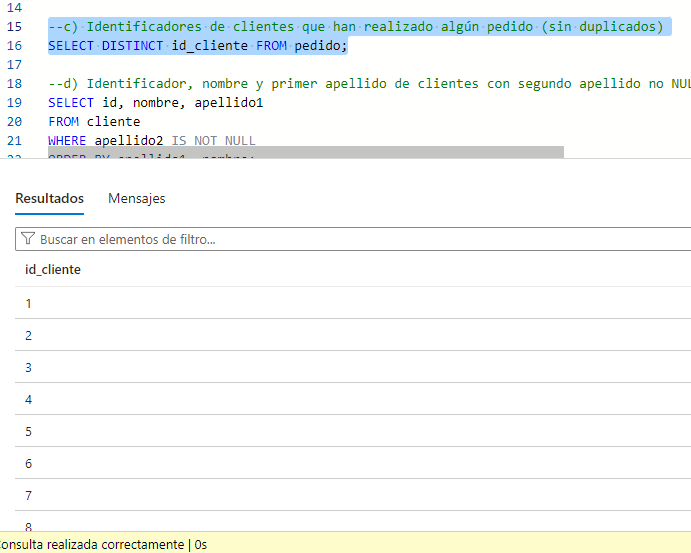 14
15 --c) Identificadores de clientes que han realizado algún pedido (sin duplicados)
16 SELECT DISTINCT id_cliente FROM pedido;
17
18 --d) Identificador, nombre y primer apellido de clientes con segundo apellido no NUL
19 SELECT id, nombre, apellido1
20 FROM cliente
21 WHERE apellido2 IS NOT NULL
22 ORDER BY apellido1, nombre;
Resultados Mensajes
Buscar en elementos de filtro...
id_cliente
1
2
3
4
5
6
7
8
onsulta realizada correctamente | 0s